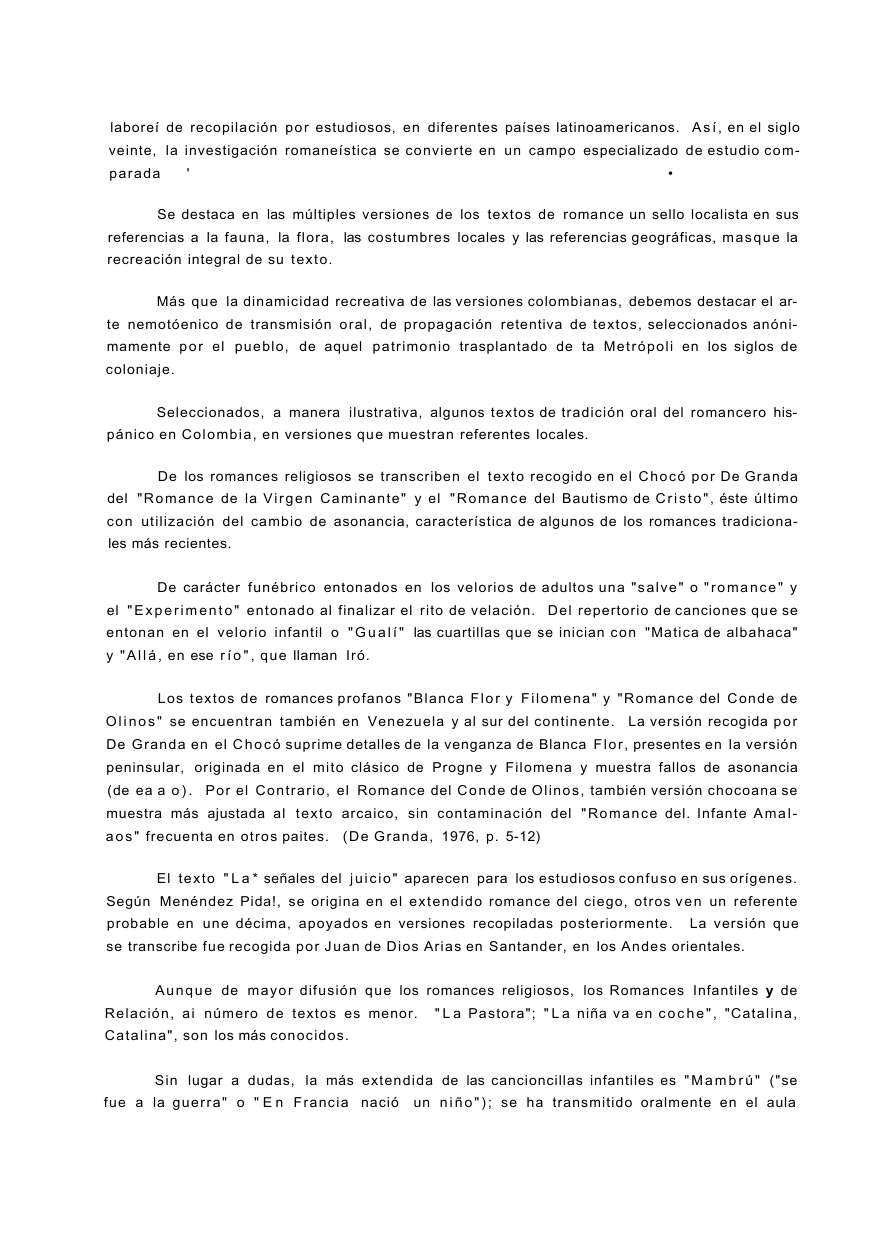 laboreí de recopilación por estudiosos, en diferentes países latinoamericanos. Así, en el siglo
veinte, la investigación romaneística se convierte en un campo especializado de estudio com-
parada ' •
Se destaca en las múltiples versiones de los textos de romance un sello localista en sus
referencias a la fauna, la flora, las costumbres locales y las referencias geográficas, masque la
recreación integral de su texto.
Más que la dinamicidad recreativa de las versiones colombianas, debemos destacar el ar-
te nemotóenico de transmisión oral, de propagación retentiva de textos, seleccionados anóni-
mamente por el pueblo, de aquel patrimonio trasplantado de ta Metrópoli en los siglos de
coloniaje.
Seleccionados, a manera ilustrativa, algunos textos de tradición oral del romancero his-
pánico en Colombia, en versiones que muestran referentes locales.
De los romances religiosos se transcriben el texto recogido en el Chocó por De Granda
del "Romance de la Virgen Caminante" y el "Romance del Bautismo de Cristo", éste último
con utilización del cambio de asonancia, característica de algunos de los romances tradiciona-
les más recientes.
De carácter funébrico entonados en los velorios de adultos una "salve" o "romance" y
el "Experimento" entonado al finalizar el rito de velación. Del repertorio de canciones que se
entonan en el velorio infantil o "Gualí" las cuartillas que se inician con "Matica de albahaca"
y "Allá, en ese río", que llaman Iró.
Los textos de romances profanos "Blanca Flor y Filomena" y "Romance del Conde de
Olinos" se encuentran también en Venezuela y al sur del continente. La versión recogida por
De Granda en el Chocó suprime detalles de la venganza de Blanca Flor, presentes en la versión
peninsular, originada en el mito clásico de Progne y Filomena y muestra fallos de asonancia
(de ea a o). Por el Contrario, el Romance del Conde de Olinos, también versión chocoana se
muestra más ajustada al texto arcaico, sin contaminación del "Romance del. Infante Amal-
aos" frecuenta en otros paites. (De Granda, 1976, p. 5-12)
El texto "La* señales del juicio" aparecen para los estudiosos confuso en sus orígenes.
Según Menéndez Pida!, se origina en el extendido romance del ciego, otros ven un referente
probable en une décima, apoyados en versiones recopiladas posteriormente. La versión que
se transcribe fue recogida por Juan de Dios Arias en Santander, en los Andes orientales.
Aunque de mayor difusión que los romances religiosos, los Romances Infantiles y de
Relación, ai número de textos es menor. "La Pastora"; "La niña va en coche", "Catalina,
Catalina", son los más conocidos.
Sin lugar a dudas, la más extendida de las cancioncillas infantiles es "Mambrú" ("se
fue a la guerra" o "En Francia nació un niño"); se ha transmitido oralmente en el aula